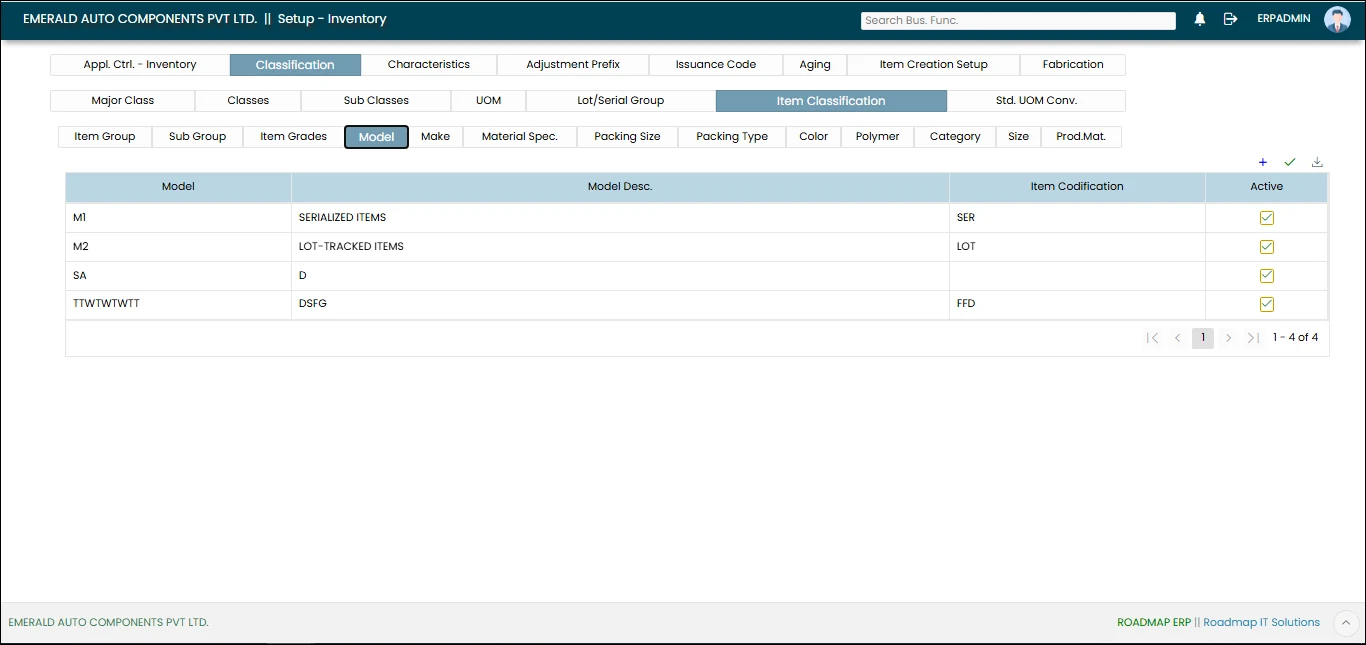 EMERALD AUTO COMPONENTS PVT LTD. || Setup - Inventory Search Bus. Func. ERPADMIN
Appl. Ctrl. - Inventory Classification Characteristics Adjustment Prefix Issuance Code Aging Item Creation Setup Fabrication
Major Class Classes Sub Classes UOM Lot/Serial Group Item Classification Std. UOM Conv.
Item Group Sub Group Item Grades Model Make Material Spec. Packing Size Packing Type Color Polymer Category Size Prod.Mat.
Model Model Desc. Item Codification Active
M1 SERIALIZED ITEMS SER
M2 LOT-TRACKED ITEMS LOT
SA D
TTWTWTWTT DSFG FFD
1 1 - 4 of 4
EMERALD AUTO COMPONENTS PVT LTD. ROADMAP ERP || Roadmap IT Solutions